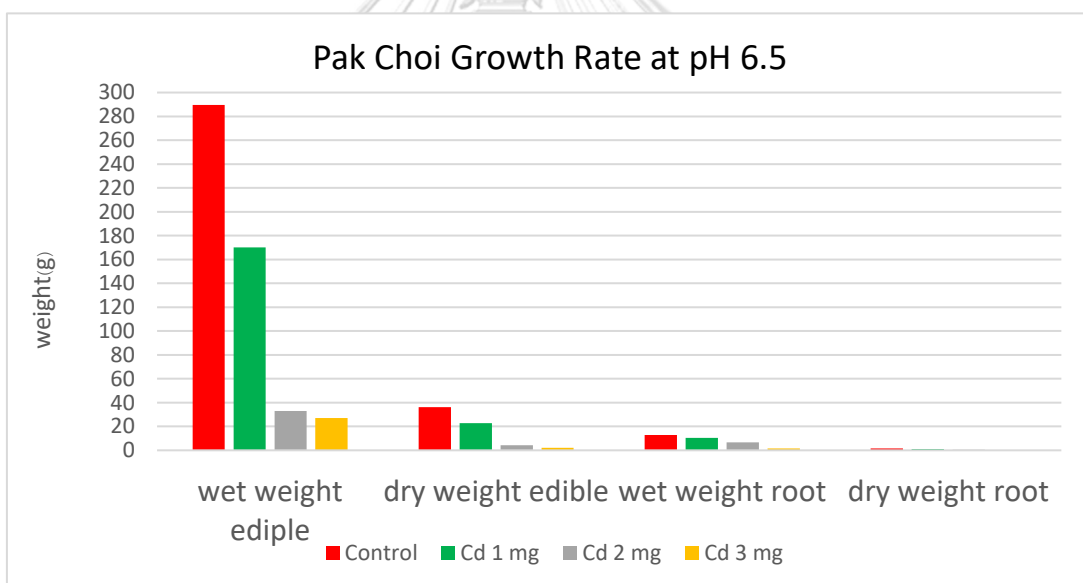 Pak Choi Growth Rate at pH 6.5
300
280
260
240
220
200
180
160
140
120
100
80
60
40
20
0
weight(g)
wet weight ediple
dry weight edible
wet weight root
dry weight root
Control
Cd 1 mg
Cd 2 mg
Cd 3 mg